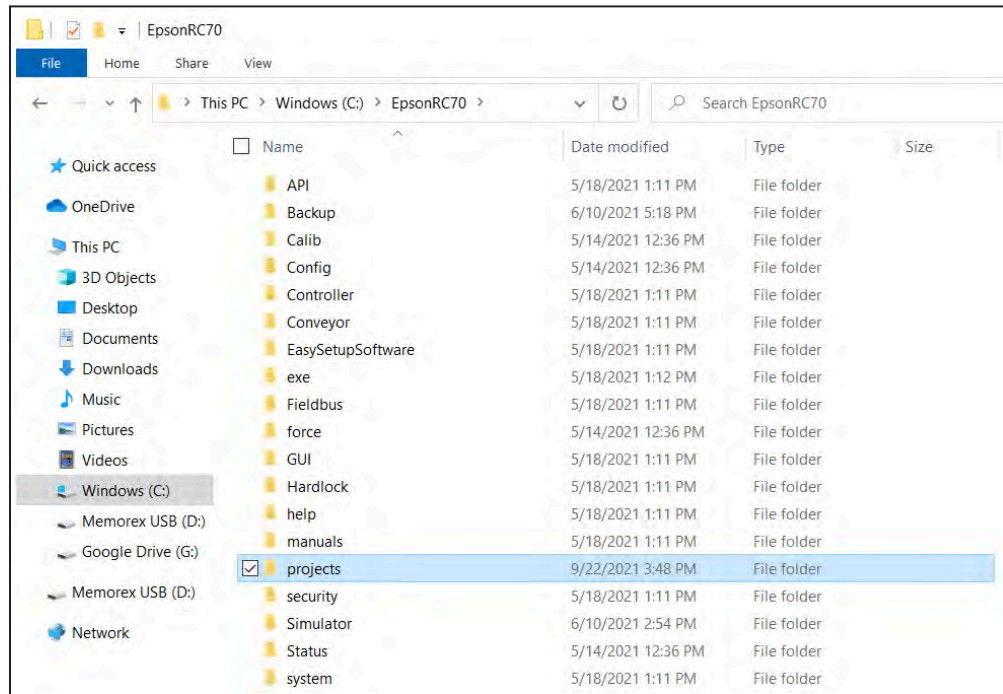 EpsonRC70
File Home Share View
This PC > Windows (C:) > EpsonRC70 > Search EpsonRC70
Name Date modified Type Size
Quick access
OneDrive
This PC
3D Objects
Desktop
Documents
Downloads
Music
Pictures
Videos
Windows (C:)
Memorex USB (D:)
Google Drive (G:)
Memorex USB (D:)
Network
API 5/18/2021 1:11 PM File folder
Backup 6/10/2021 5:18 PM File folder
Calib 5/14/2021 12:36 PM File folder
Config 5/14/2021 12:36 PM File folder
Controller 5/18/2021 1:11 PM File folder
Conveyor 5/18/2021 1:11 PM File folder
EasySetupSoftware 5/18/2021 1:11 PM File folder
exe 5/18/2021 1:12 PM File folder
Fieldbus 5/18/2021 1:11 PM File folder
force 5/14/2021 12:36 PM File folder
GUI 5/18/2021 1:11 PM File folder
Hardlock 5/18/2021 1:11 PM File folder
help 5/18/2021 1:11 PM File folder
manuals 5/18/2021 1:11 PM File folder
projects 9/22/2021 3:48 PM File folder
security 5/18/2021 1:11 PM File folder
Simulator 6/10/2021 2:54 PM File folder
Status 5/14/2021 12:36 PM File folder
system 5/18/2021 1:11 PM File folder